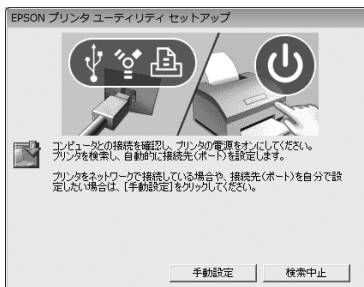 EPSON プリンタ ユーティリティ セットアップ
コンピュータとの接続を確認し、プリンタの電源をオンにしてください。
プリンタを検索し、自動的に接続先(ポート)を設定します。
プリンタをネットワークで接続している場合や、接続先(ポート)を自分で設
定したい場合は、[手動設定]をクリックしてください。
手動設定
検索中止